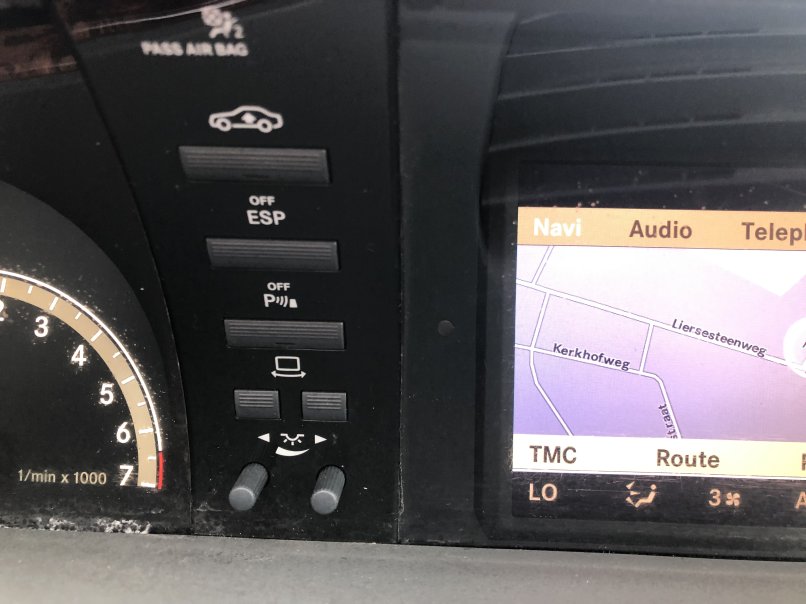 2
PASS AIR BAG
OFF
ESP
OFF
P
2
3
4
5
6
7
1/min x 1000
Navi Audio Teleph
Liersesteenweg
Kerkhofweg
straat
TMC Route
LO 3 A